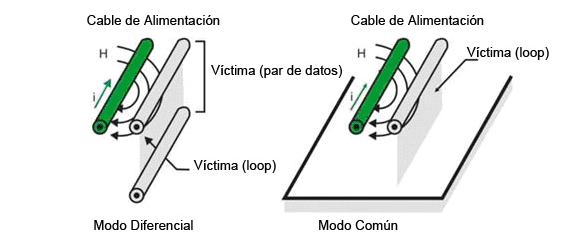 Cable de Alimentación
H
i
Víctima (par de datos)
Víctima (loop)
Modo Diferencial
Cable de Alimentación
H
i
Víctima (loop)
Modo Común